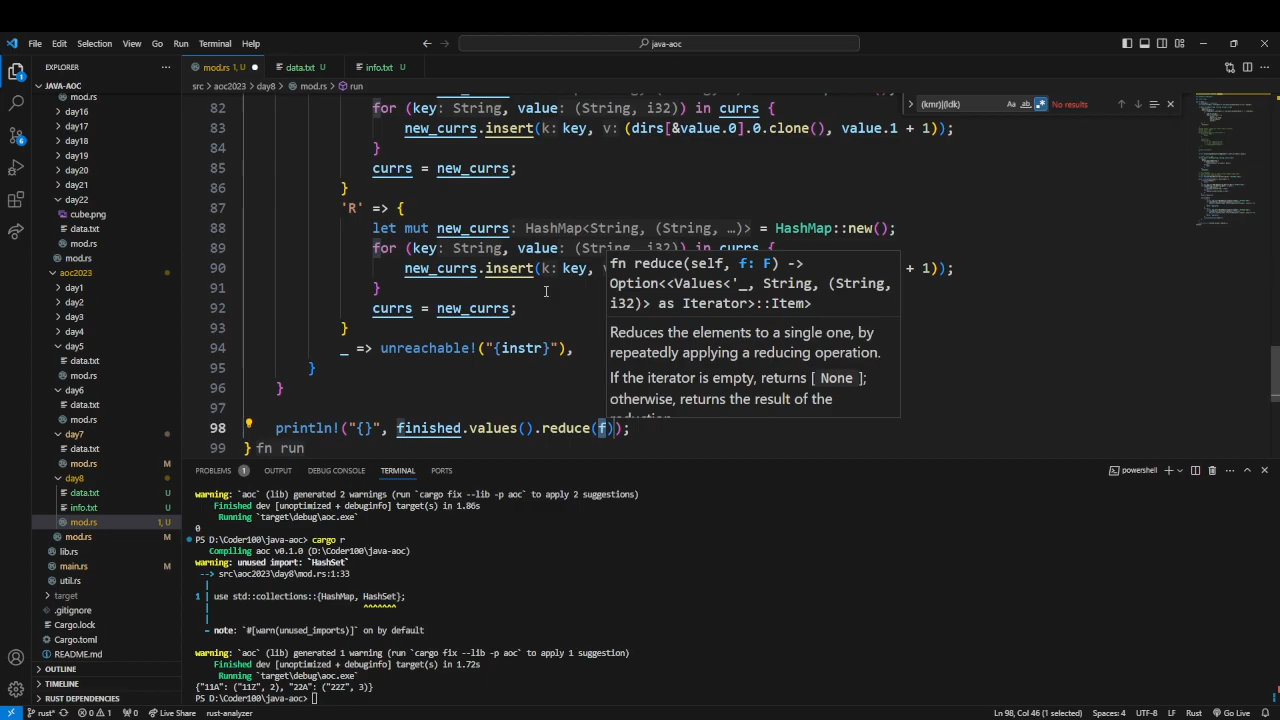 File Edit Selection View Go Run Terminal Help
java-aoc
EXPLORER
JAVA-AOC
mod.rs
day16
day17
day18
day19
day20
day21
day22
cube.png
data.txt
mod.rs
mod.rs
aoc2023
day1
day2
day3
day4
day5
data.txt
mod.rs
day6
data.txt
mod.rs
day7
data.txt
mod.rs M
day8
data.txt U
info.txt U
mod.rs 1, U
mod.rs M
lib.rs
main.rs M
util.rs
target
.gitignore
Cargo.lock
Cargo.toml
README.md
OUTLINE
TIMELINE
RUST DEPENDENCIES
mod.rs 1, U
data.txt U
info.txt U
src > aoc2023 > day8 > mod.rs > run
(kmr)|(ldk) Aa ab .* No results
82 for (key: String, value: (String, i32)) in currs {
83 new_currs.insert(k: key, v: (dirs[&value.0].0.clone(), value.1 + 1));
84 }
85 currs = new_currs;
86 }
87 'R' => {
88 let mut new_currs: HashMap<String, (String, …)> = HashMap::new();
89 for (key: String, value: (String, i32)) in currs {
90 new_currs.insert(k: key, + 1));
91 }
92 currs = new_currs;
93 }
94 _ => unreachable!("{instr}"),
95 }
96 }
97
98 println!("{}", finished.values().reduce(f));
99 } fn run
fn reduce(self, f: F) ->
Option<<Values<'_, String, (String,
i32)> as Iterator>::Item>
Reduces the elements to a single one, by
repeatedly applying a reducing operation.
If the iterator is empty, returns [ None ];
otherwise, returns the result of the
reduction.
PROBLEMS 1 OUTPUT DEBUG CONSOLE TERMINAL PORTS
powershell
warning: `aoc` (lib) generated 2 warnings (run `cargo fix --lib -p aoc` to apply 2 suggestions)
Finished dev [unoptimized + debuginfo] target(s) in 1.86s
Running `target\debug\aoc.exe`
0
PS D:\Coder100\java-aoc> cargo r
Compiling aoc v0.1.0 (D:\Coder100\java-aoc)
warning: unused import: `HashSet`
--> src\aoc2023\day8\mod.rs:1:33
|
1 | use std::collections::{HashMap, HashSet};
| ^^^^^^^
|
= note: `#[warn(unused_imports)]` on by default
warning: `aoc` (lib) generated 1 warning (run `cargo fix --lib -p aoc` to apply 1 suggestion)
Finished dev [unoptimized + debuginfo] target(s) in 1.72s
Running `target\debug\aoc.exe`
{"11A": ("11Z", 2), "22A": ("22Z", 3)}
PS D:\Coder100\java-aoc>
rust* 0 1 0 Live Share rust-analyzer
Ln 98, Col 46 (1 selected) Spaces: 4 UTF-8 LF Rust Go Live